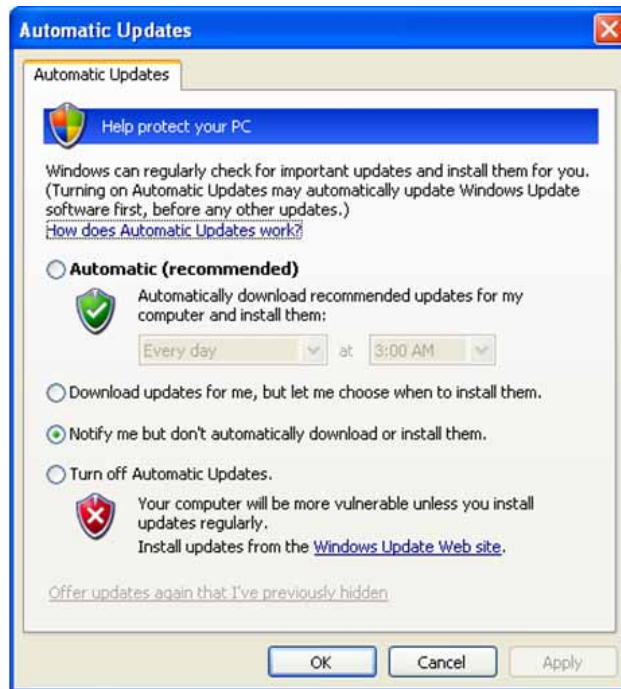 Automatic Updates
Automatic Updates
Help protect your PC
Windows can regularly check for important updates and install them for you.
(Turning on Automatic Updates may automatically update Windows Update
software first, before any other updates.)
How does Automatic Updates work?
Automatic (recommended)
Automatically download recommended updates for my
computer and install them:
Every day at 3:00 AM
Download updates for me, but let me choose when to install them.
Notify me but don't automatically download or install them.
Turn off Automatic Updates.
Your computer will be more vulnerable unless you install
updates regularly.
Install updates from the Windows Update Web site.
Offer updates again that I've previously hidden
OK Cancel Apply